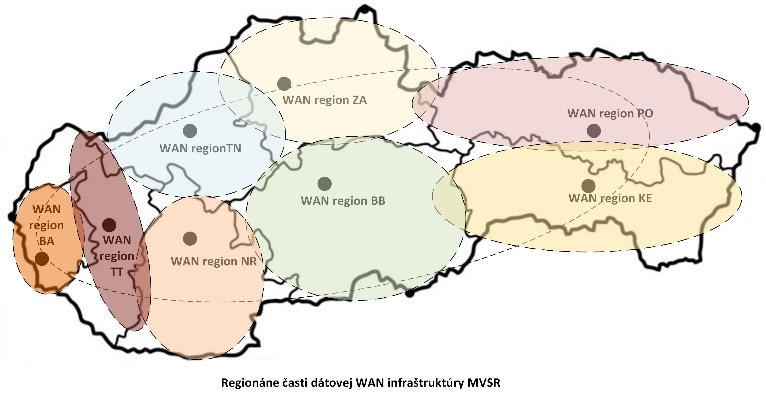 WAN region ZA
WAN region PO
WAN regionTN
WAN region BB
WAN region KE
WAN
region
BA
WAN
region
TT
WAN region NR
Regionáne časti dátovej WAN infraštruktúry MVSR